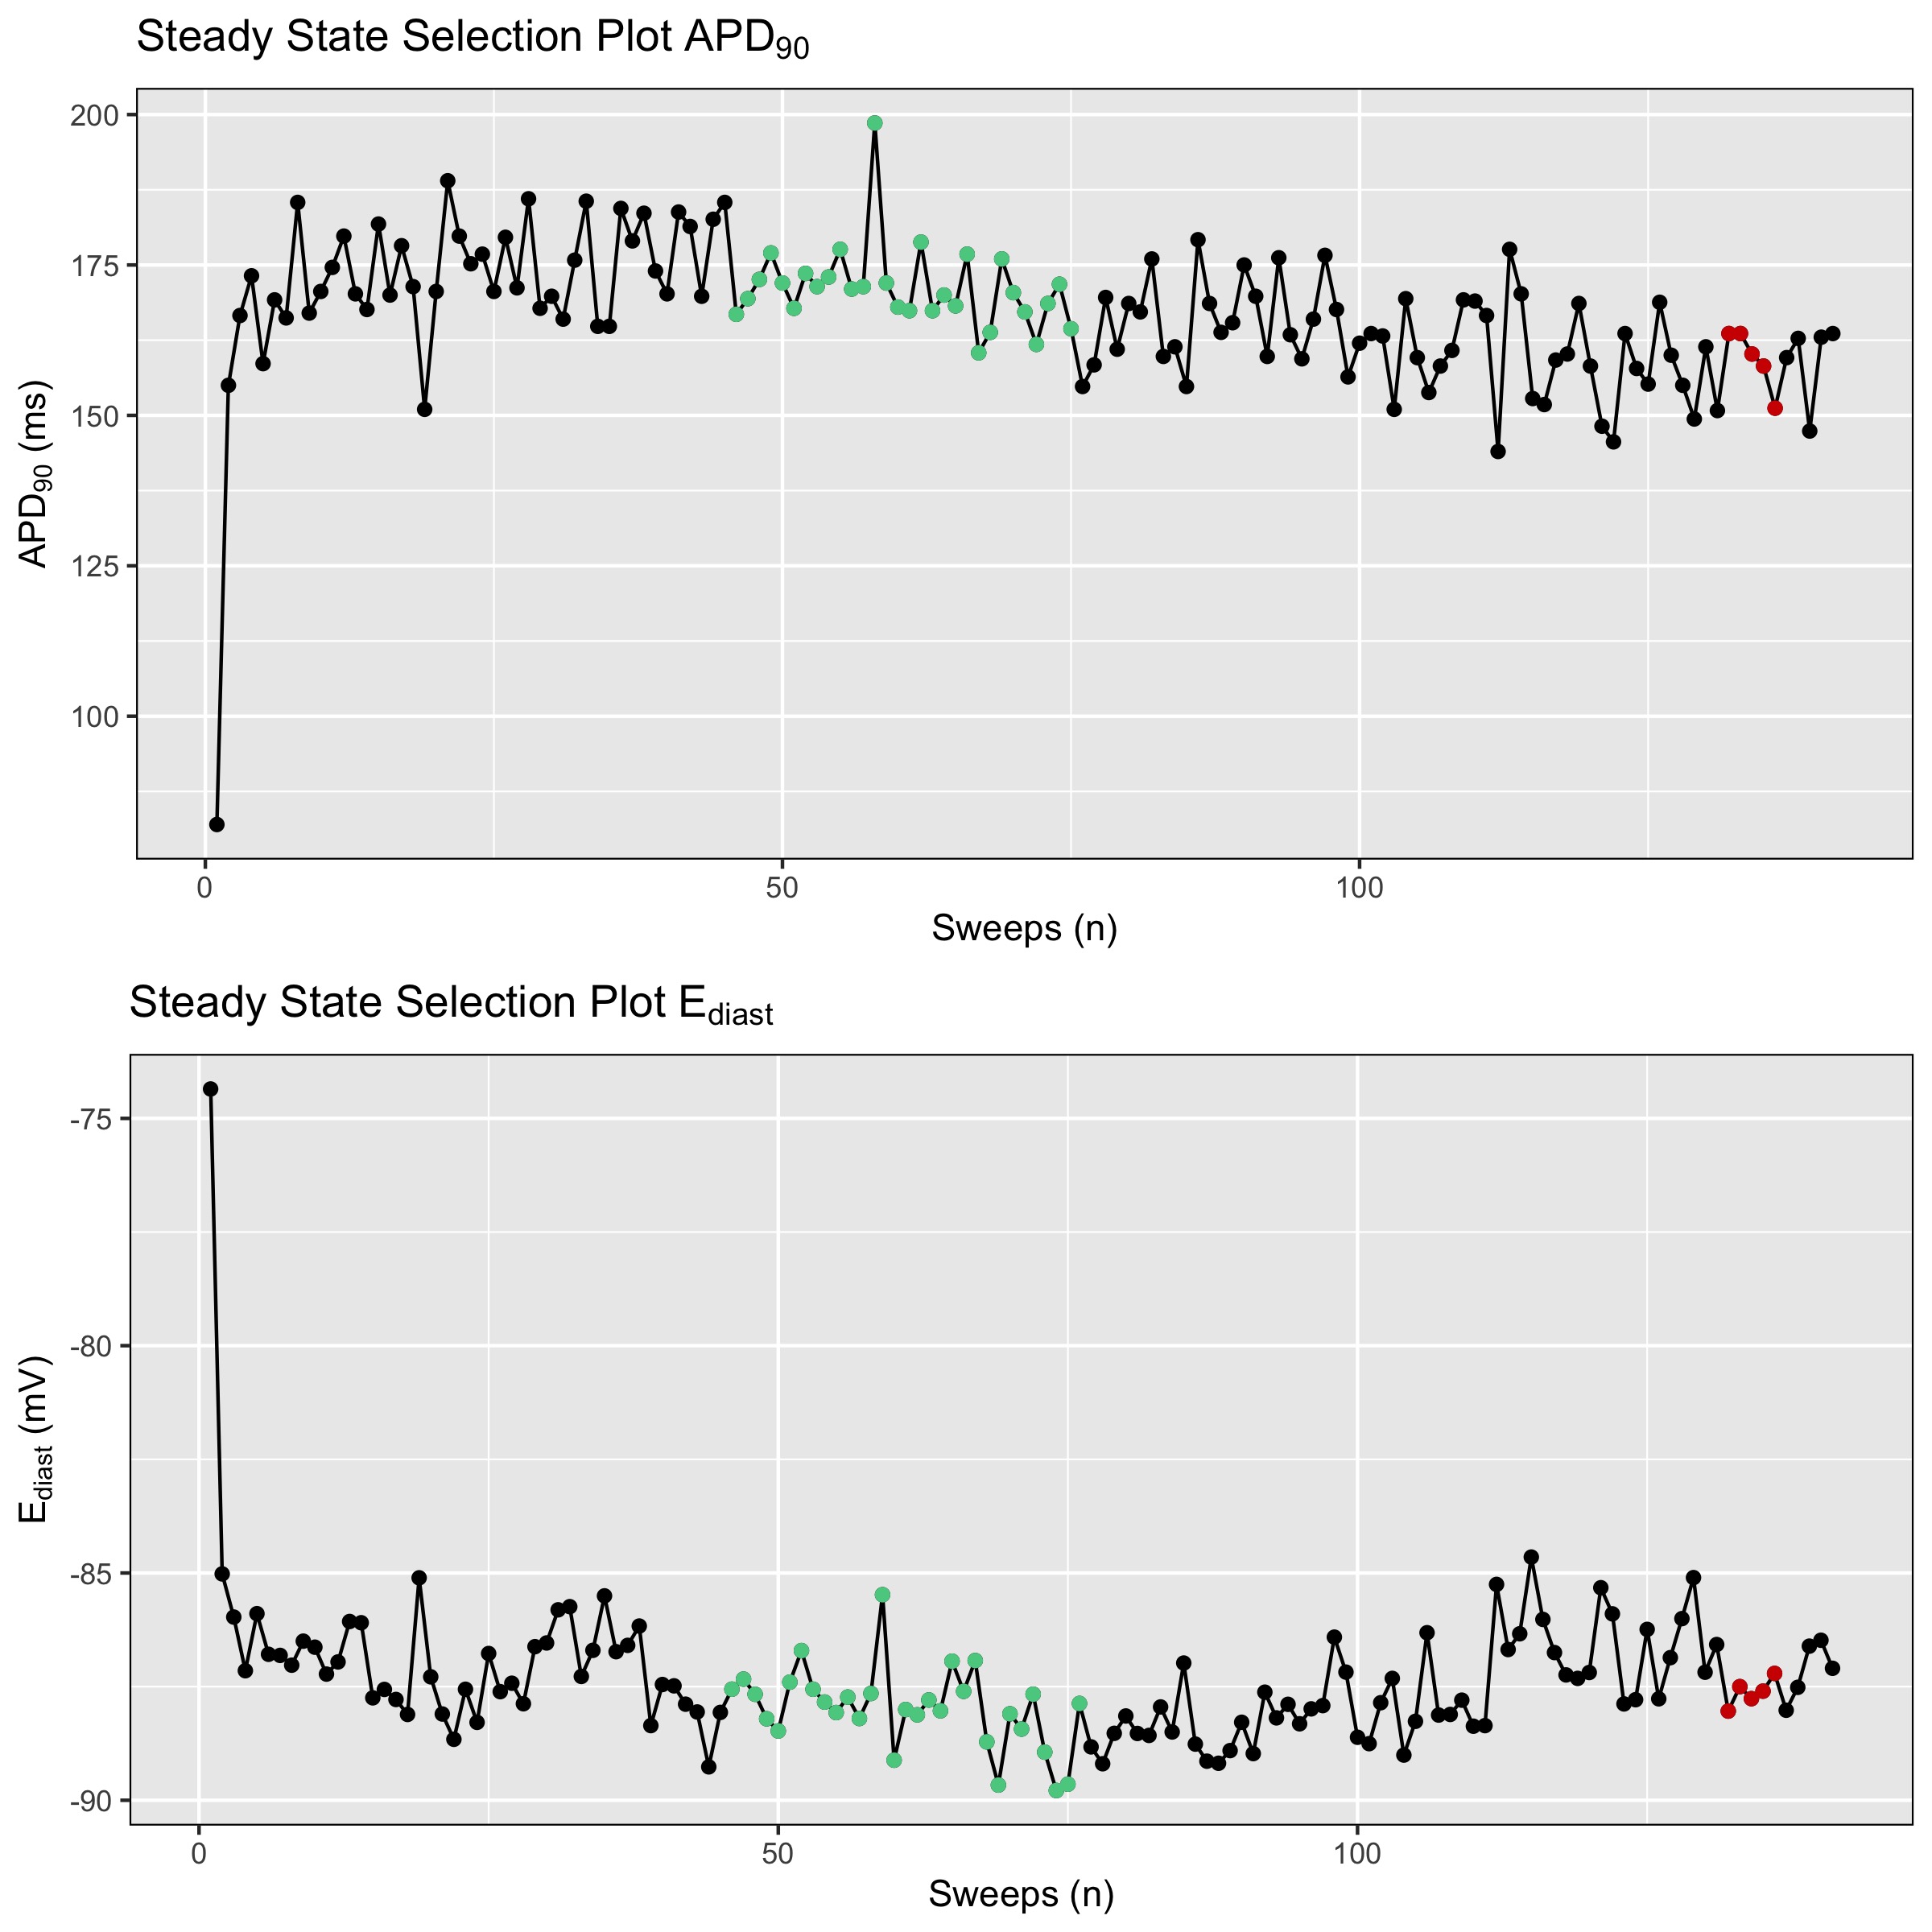 Steady State Selection Plot APD90
200
175
150
125
100
APD90 (ms)
0 50 100
Sweeps (n)
Steady State Selection Plot Ediast
-75
-80
-85
-90
Ediast (mV)
0 50 100
Sweeps (n)